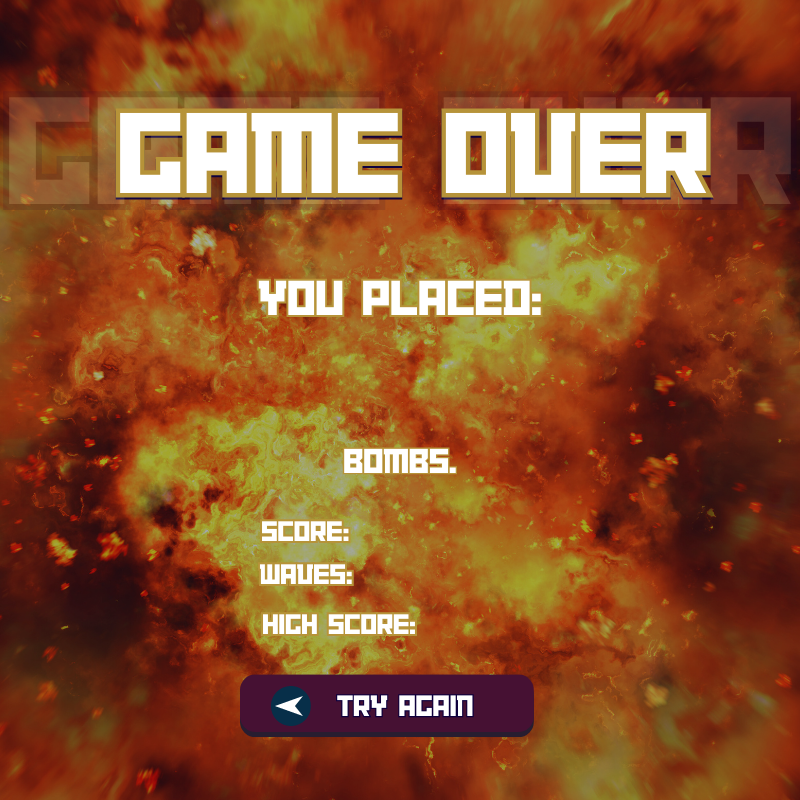 GAME OVER
YOU PLACED:
BOMBS.
SCORE:
WAVES:
HIGH SCORE:
TRY AGAIN